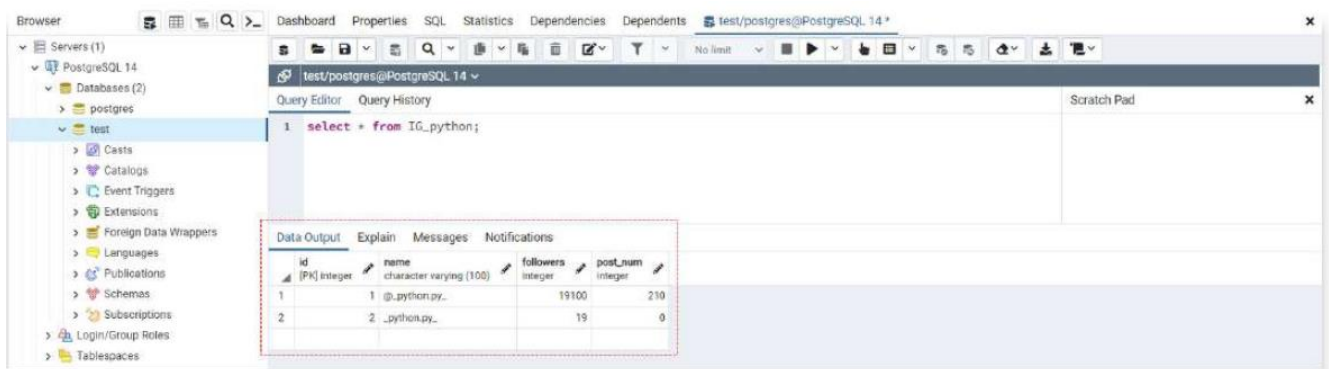 Browser
Dashboard Properties SQL Statistics Dependencies Dependents test/postgres@PostgreSQL 14 *
Servers (1)
PostgreSQL 14
Databases (2)
postgres
test
Casts
Catalogs
Event Triggers
Extensions
Foreign Data Wrappers
Languages
Publications
Schemas
Subscriptions
Login/Group Roles
Tablespaces
No limit
test/postgres@PostgreSQL 14
Query Editor Query History
Scratch Pad
1 select * from IG_python;
Data Output Explain Messages Notifications
id name followers post_num
[PK] integer character varying (100) integer integer
1 1 @_python.py_ 19100 210
2 2 _python.py_ 19 0